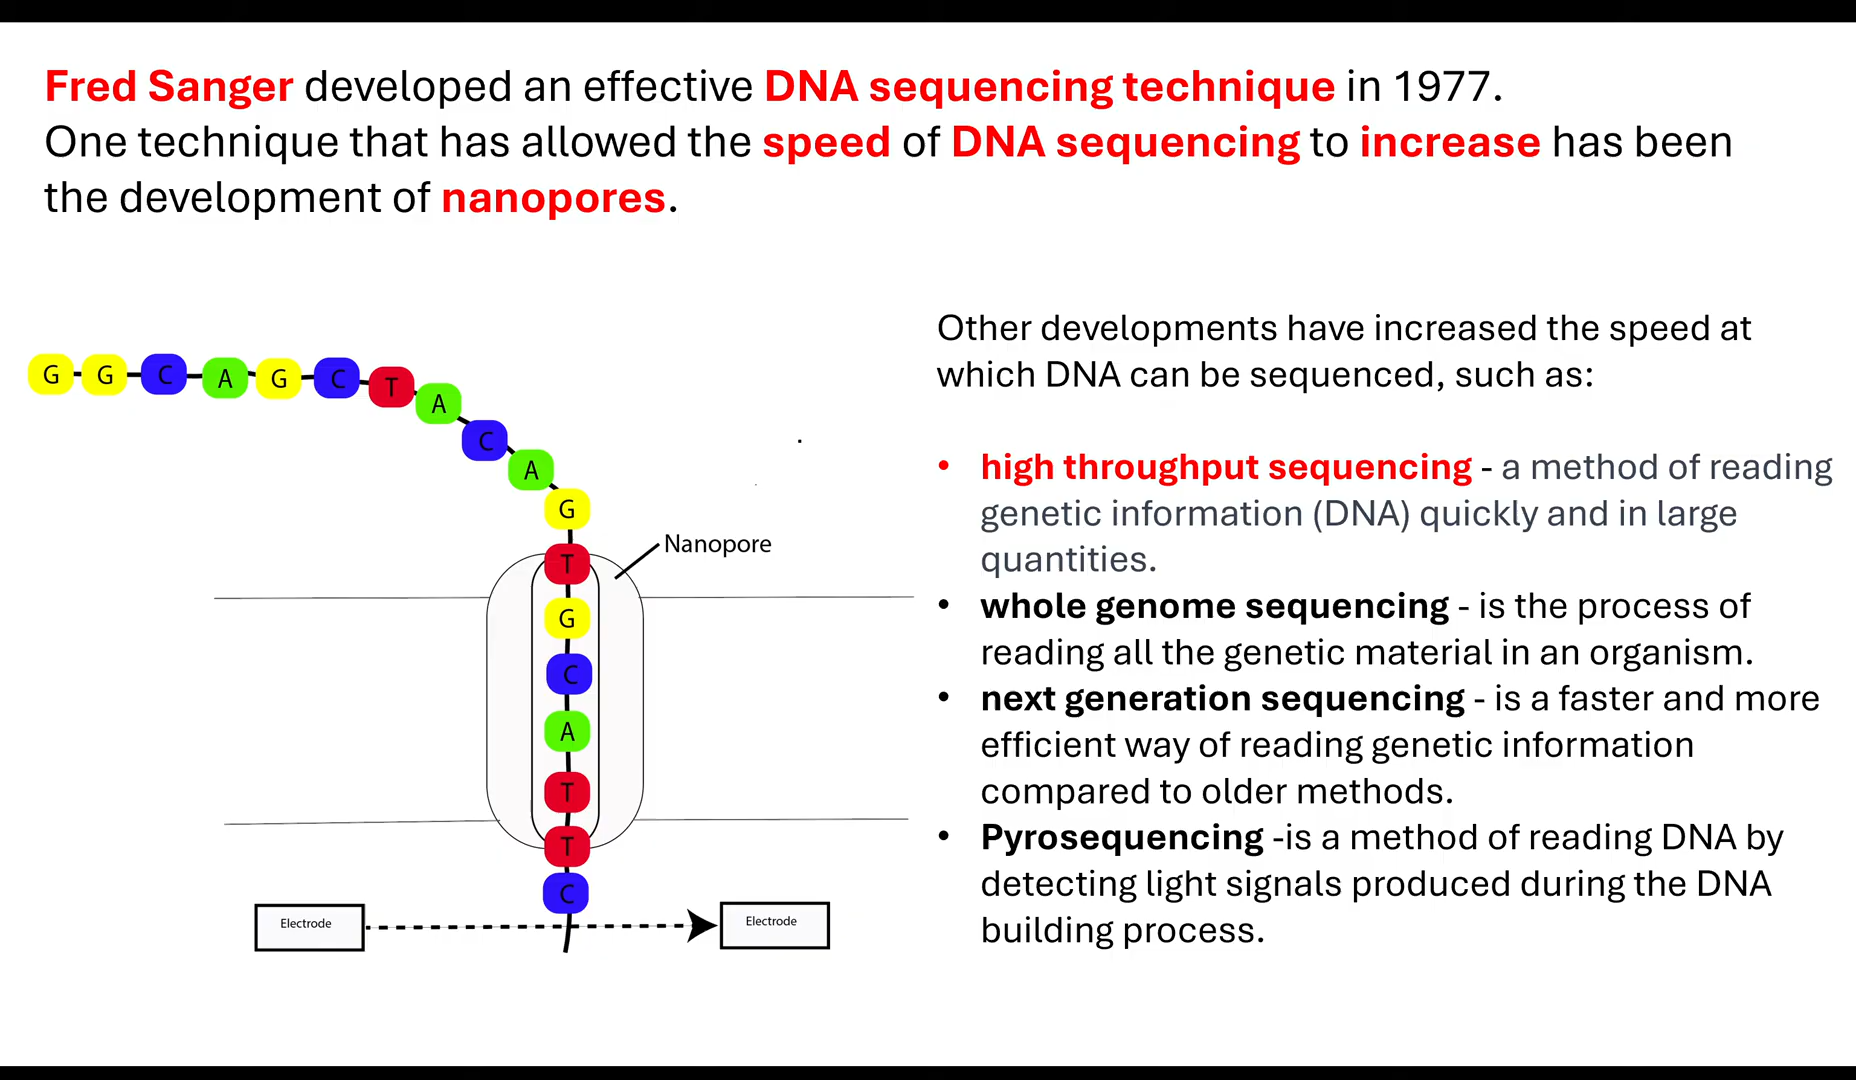 Fred Sanger developed an effective DNA sequencing technique in 1977.
One technique that has allowed the speed of DNA sequencing to increase has been
the development of nanopores.
G G C A G C T A C A G T G C A T T C
Nanopore
Electrode
Electrode
Other developments have increased the speed at
which DNA can be sequenced, such as:
• high throughput sequencing - a method of reading
genetic information (DNA) quickly and in large
quantities.
• whole genome sequencing - is the process of
reading all the genetic material in an organism.
• next generation sequencing - is a faster and more
efficient way of reading genetic information
compared to older methods.
• Pyrosequencing -is a method of reading DNA by
detecting light signals produced during the DNA
building process.